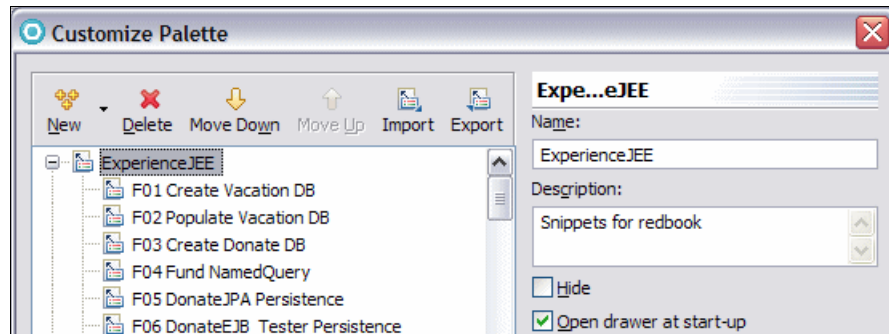 Customize Palette
New Delete Move Down Move Up Import Export
ExperienceJEE
F01 Create Vacation DB
F02 Populate Vacation DB
F03 Create Donate DB
F04 Fund NamedQuery
F05 DonateJPA Persistence
F06 DonateEJB_Tester Persistence
Expe...eJEE
Name:
ExperienceJEE
Description:
Snippets for redbook
Hide
Open drawer at start-up